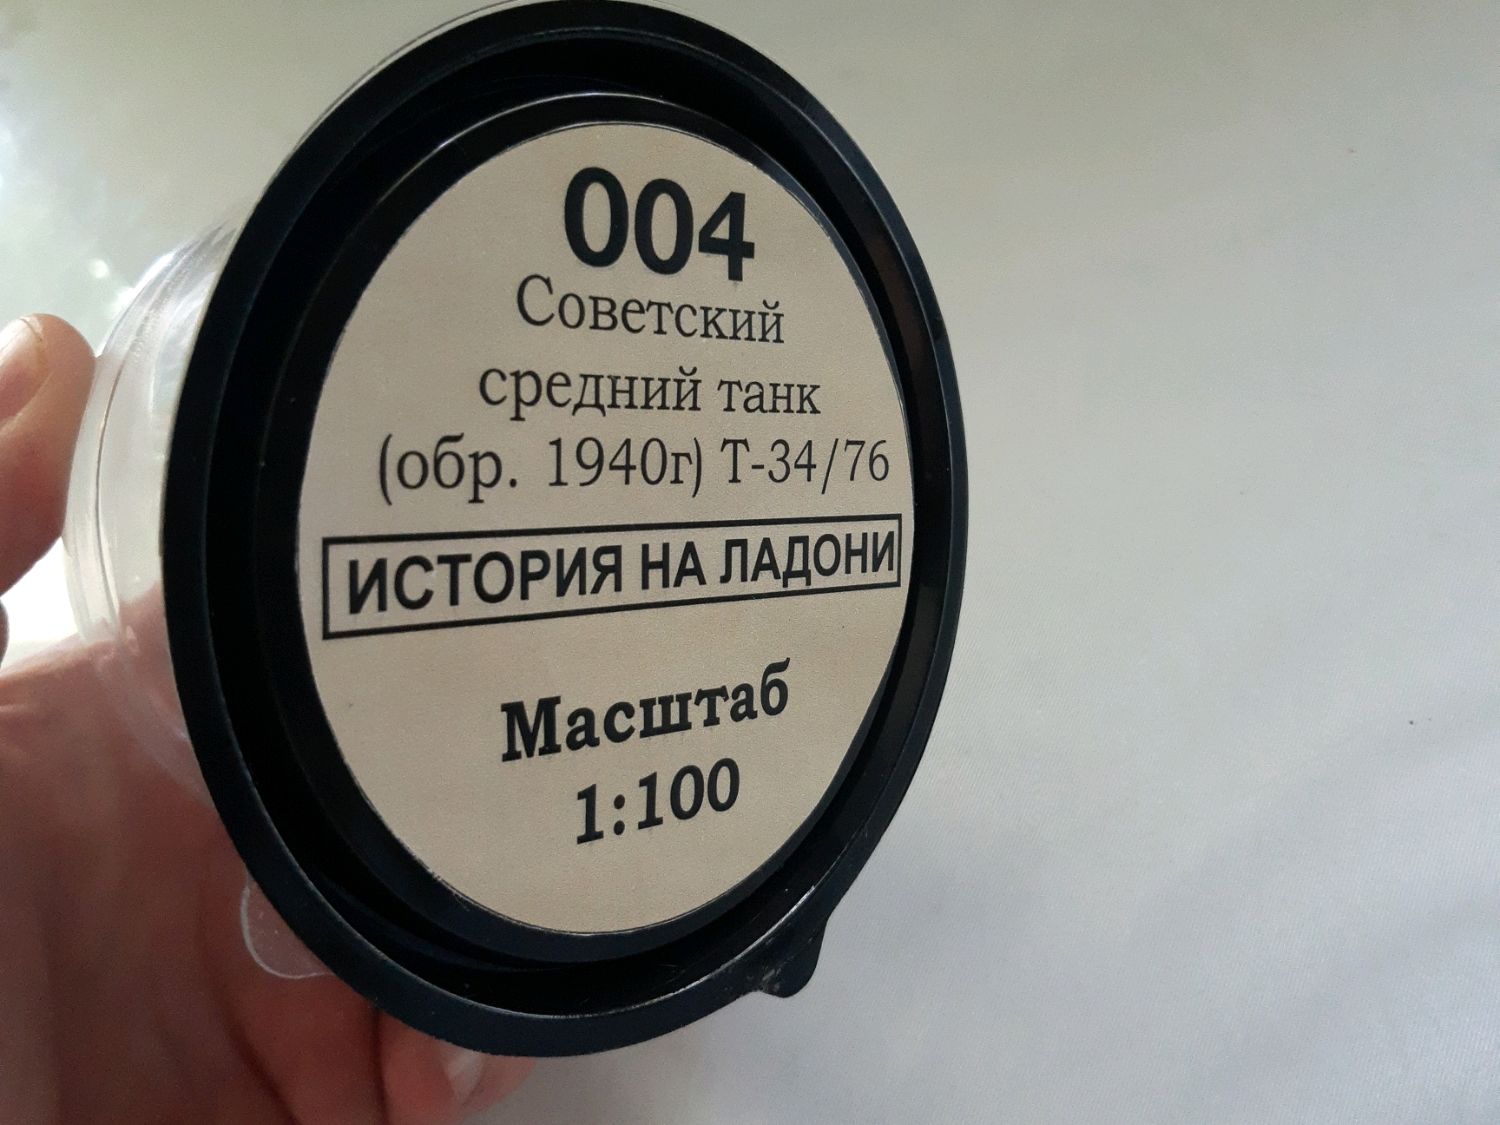 004
Советский
средний танк
(обр. 1940г) Т-34/76
ИСТОРИЯ НА ЛАДОНИ
Масштаб
1:100